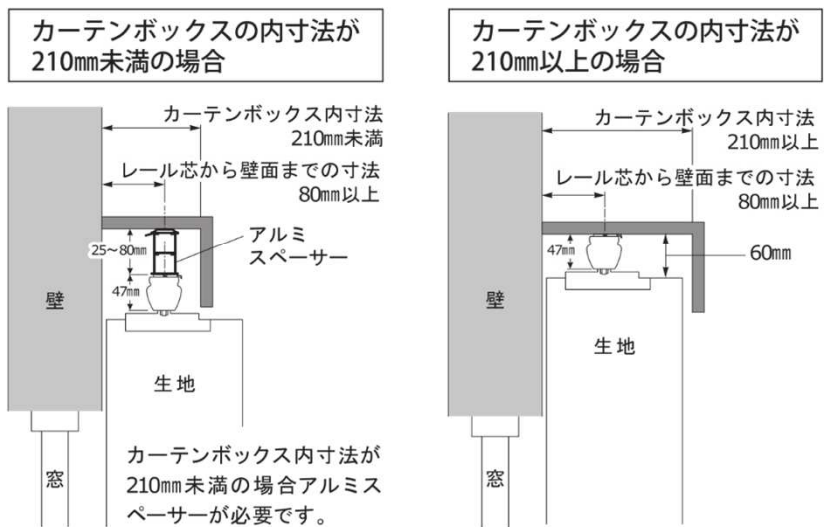 カーテンボックスの内寸法が
210㎜未満の場合
カーテンボックス内寸法
210㎜未満
レール芯から壁面までの寸法
80㎜以上
アルミ
スペーサー
25～80㎜
47㎜
壁
生地
窓
カーテンボックス内寸法が
210㎜未満の場合アルミス
ペーサーが必要です。
カーテンボックスの内寸法が
210㎜以上の場合
カーテンボックス内寸法
210㎜以上
レール芯から壁面までの寸法
80㎜以上
47㎜
60㎜
壁
生地
窓